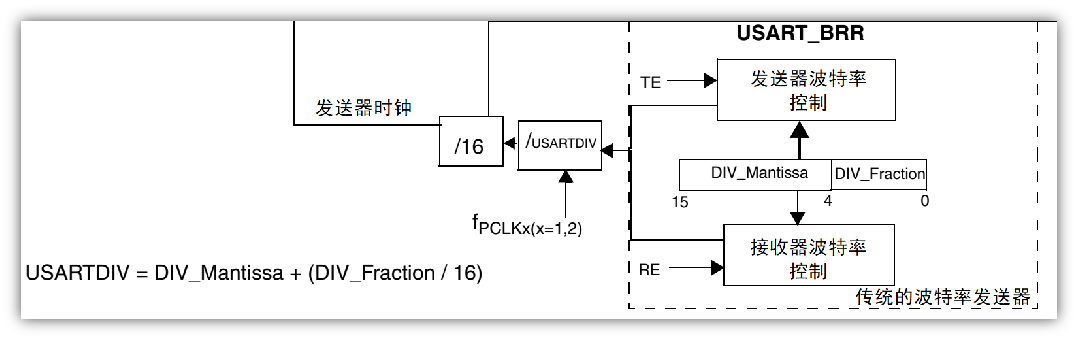 USART_BRR
TE
发送器波特率
控制
发送器时钟
/16
/USARTDIV
DIV_Mantissa
DIV_Fraction
15
4
0
fPCLKx(x=1,2)
接收器波特率
控制
RE
USARTDIV = DIV_Mantissa + (DIV_Fraction / 16)
传统的波特率发送器